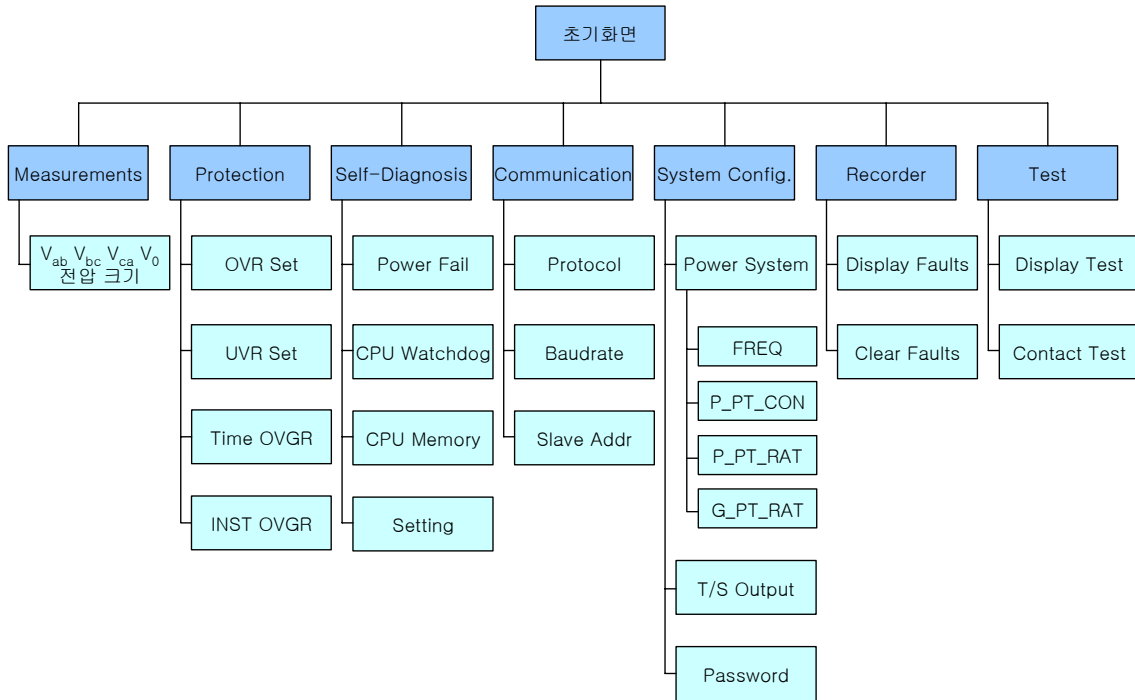 초기화면
Measurements
Protection
Self-Diagnosis
Communication
System Config.
Recorder
Test
Vab Vbc Vca V0
전압 크기
OVR Set
Power Fail
Protocol
Power System
Display Faults
Display Test
UVR Set
CPU Watchdog
Baudrate
FREQ
Clear Faults
Contact Test
P_PT_CON
Time OVGR
CPU Memory
Slave Addr
P_PT_RAT
INST OVGR
Setting
G_PT_RAT
T/S Output
Password